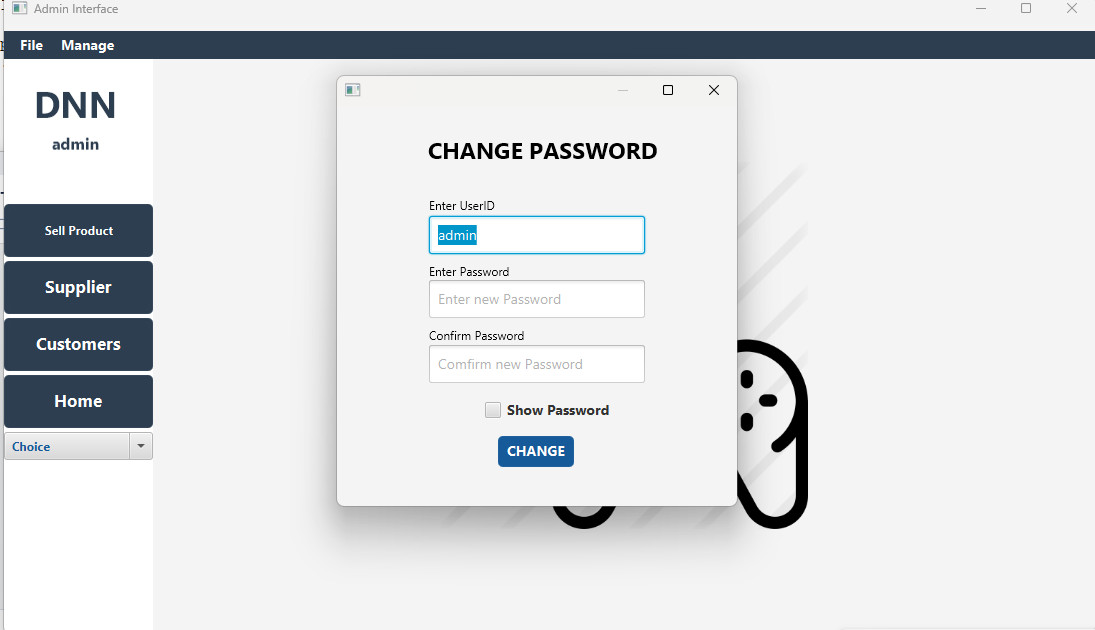 Admin Interface
File Manage
DNN
admin
Sell Product
Supplier
Customers
Home
Choice
CHANGE PASSWORD
Enter UserID
admin
Enter Password
Enter new Password
Confirm Password
Comfirm new Password
Show Password
CHANGE